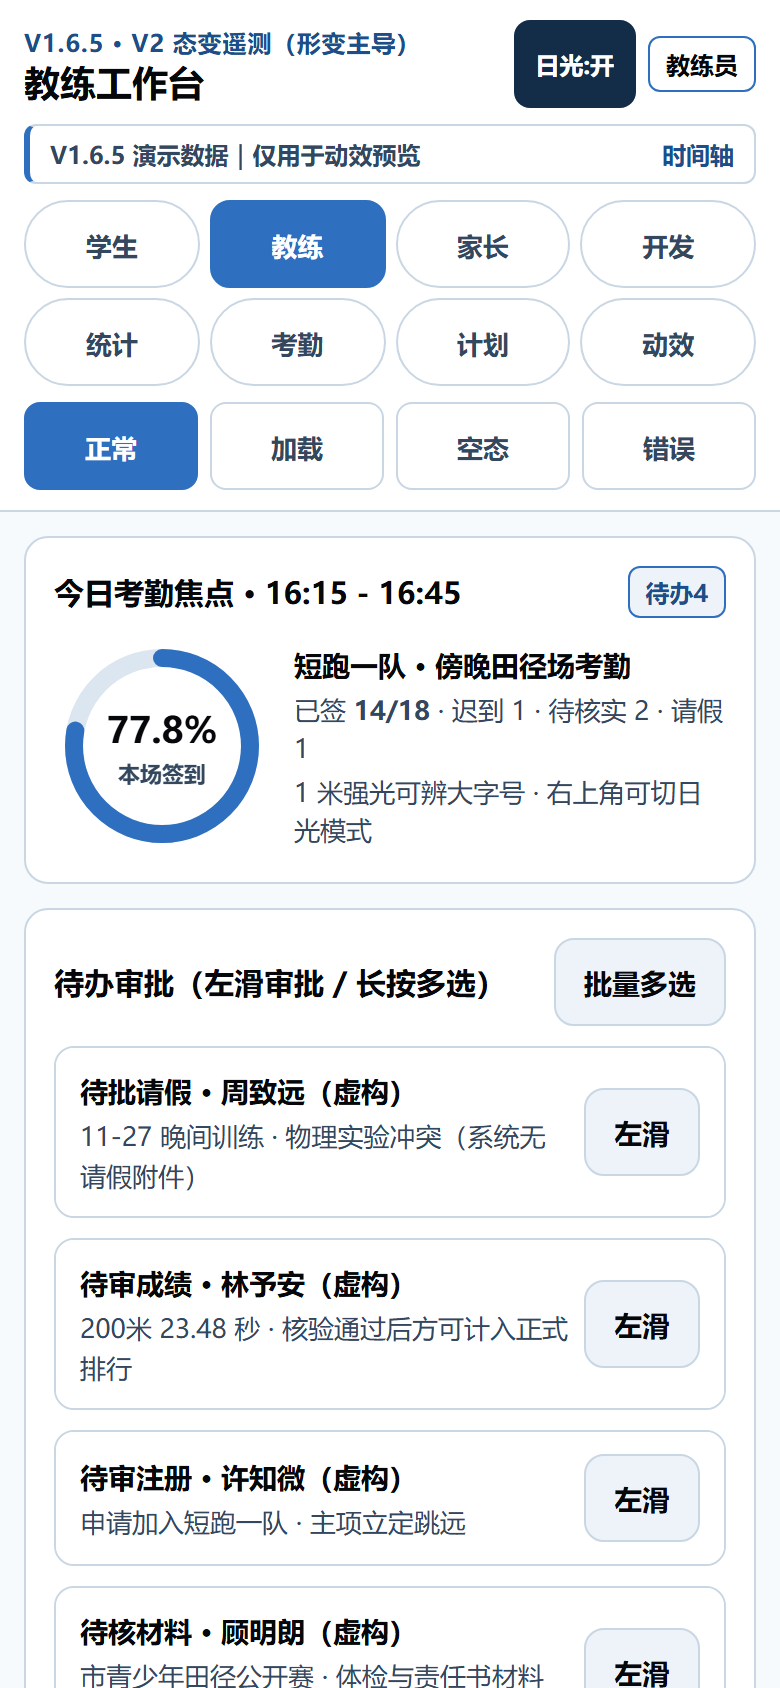 V1.6.5 • V2 态变遥测（形变主导）
教练工作台
日光:开
教练员
V1.6.5 演示数据｜仅用于动效预览
时间轴
学生
教练
家长
开发
统计
考勤
计划
动效
正常
加载
空态
错误
今日考勤焦点 • 16:15 - 16:45
待办4
77.8%
本场签到
短跑一队 • 傍晚田径场考勤
已签 14/18 · 迟到 1 · 待核实 2 · 请假
1
1 米强光可辨大字号 · 右上角可切日
光模式
待办审批（左滑审批 / 长按多选）
批量多选
待批请假 • 周致远（虚构）
11-27 晚间训练 · 物理实验冲突（系统无
请假附件）
左滑
待审成绩 • 林予安（虚构）
200米 23.48 秒 · 核验通过后方可计入正式
排行
左滑
待审注册 • 许知微（虚构）
申请加入短跑一队 · 主项立定跳远
左滑
待核材料 • 顾明朗（虚构）
市青少年田径公开赛 · 体检与责任书材料
左滑